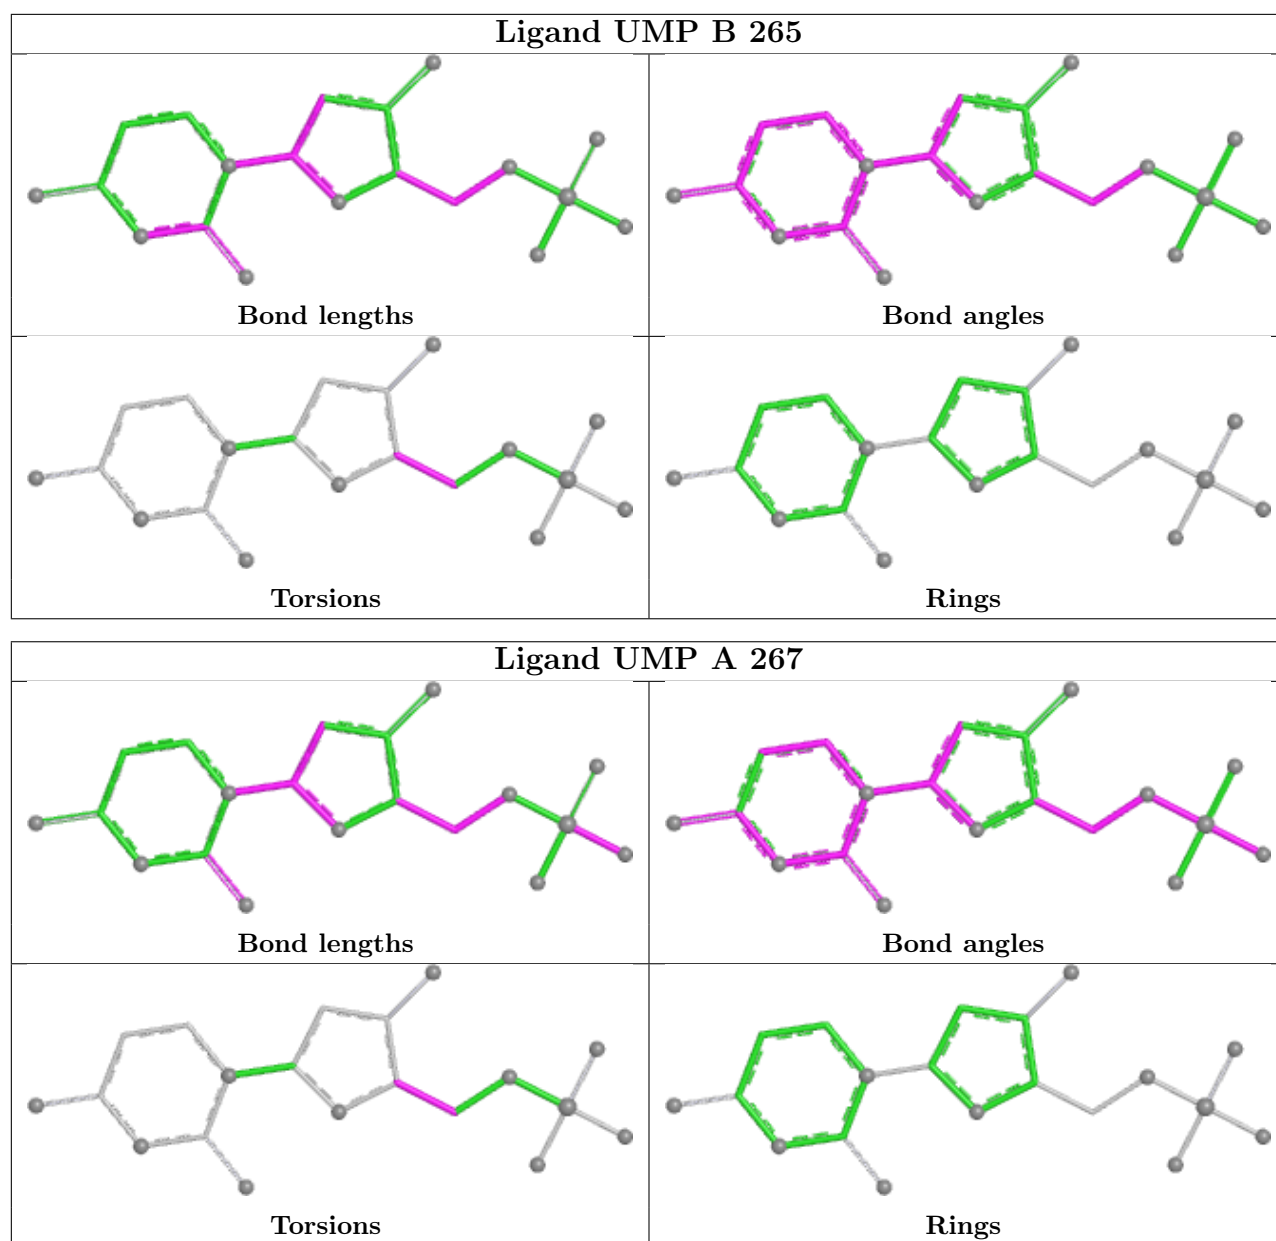 Ligand UMP B 265
Bond lengths
Bond angles
Torsions
Rings
Ligand UMP A 267
Bond lengths
Bond angles
Torsions
Rings